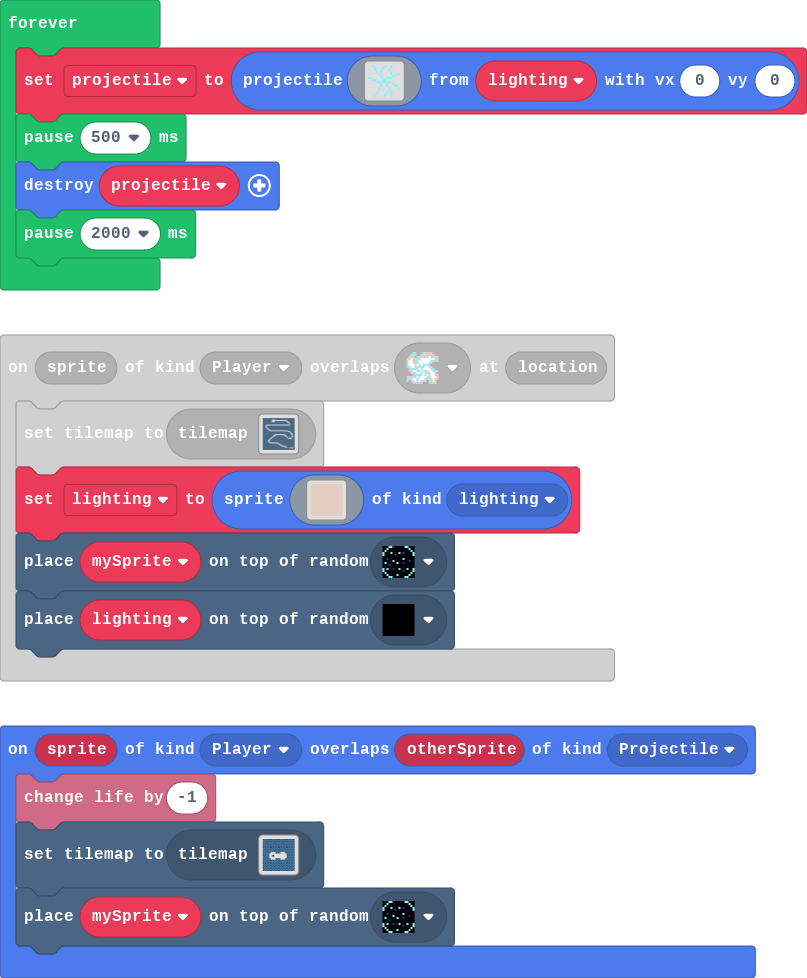 forever
set projectile to projectile from lighting with vx 0 vy 0
pause 500 ms
destroy projectile
pause 2000 ms
on sprite of kind Player overlaps at location
set tilemap to tilemap
set lighting to sprite of kind lighting
place mySprite on top of random
place lighting on top of random
on sprite of kind Player overlaps otherSprite of kind Projectile
change life by -1
set tilemap to tilemap
place mySprite on top of random